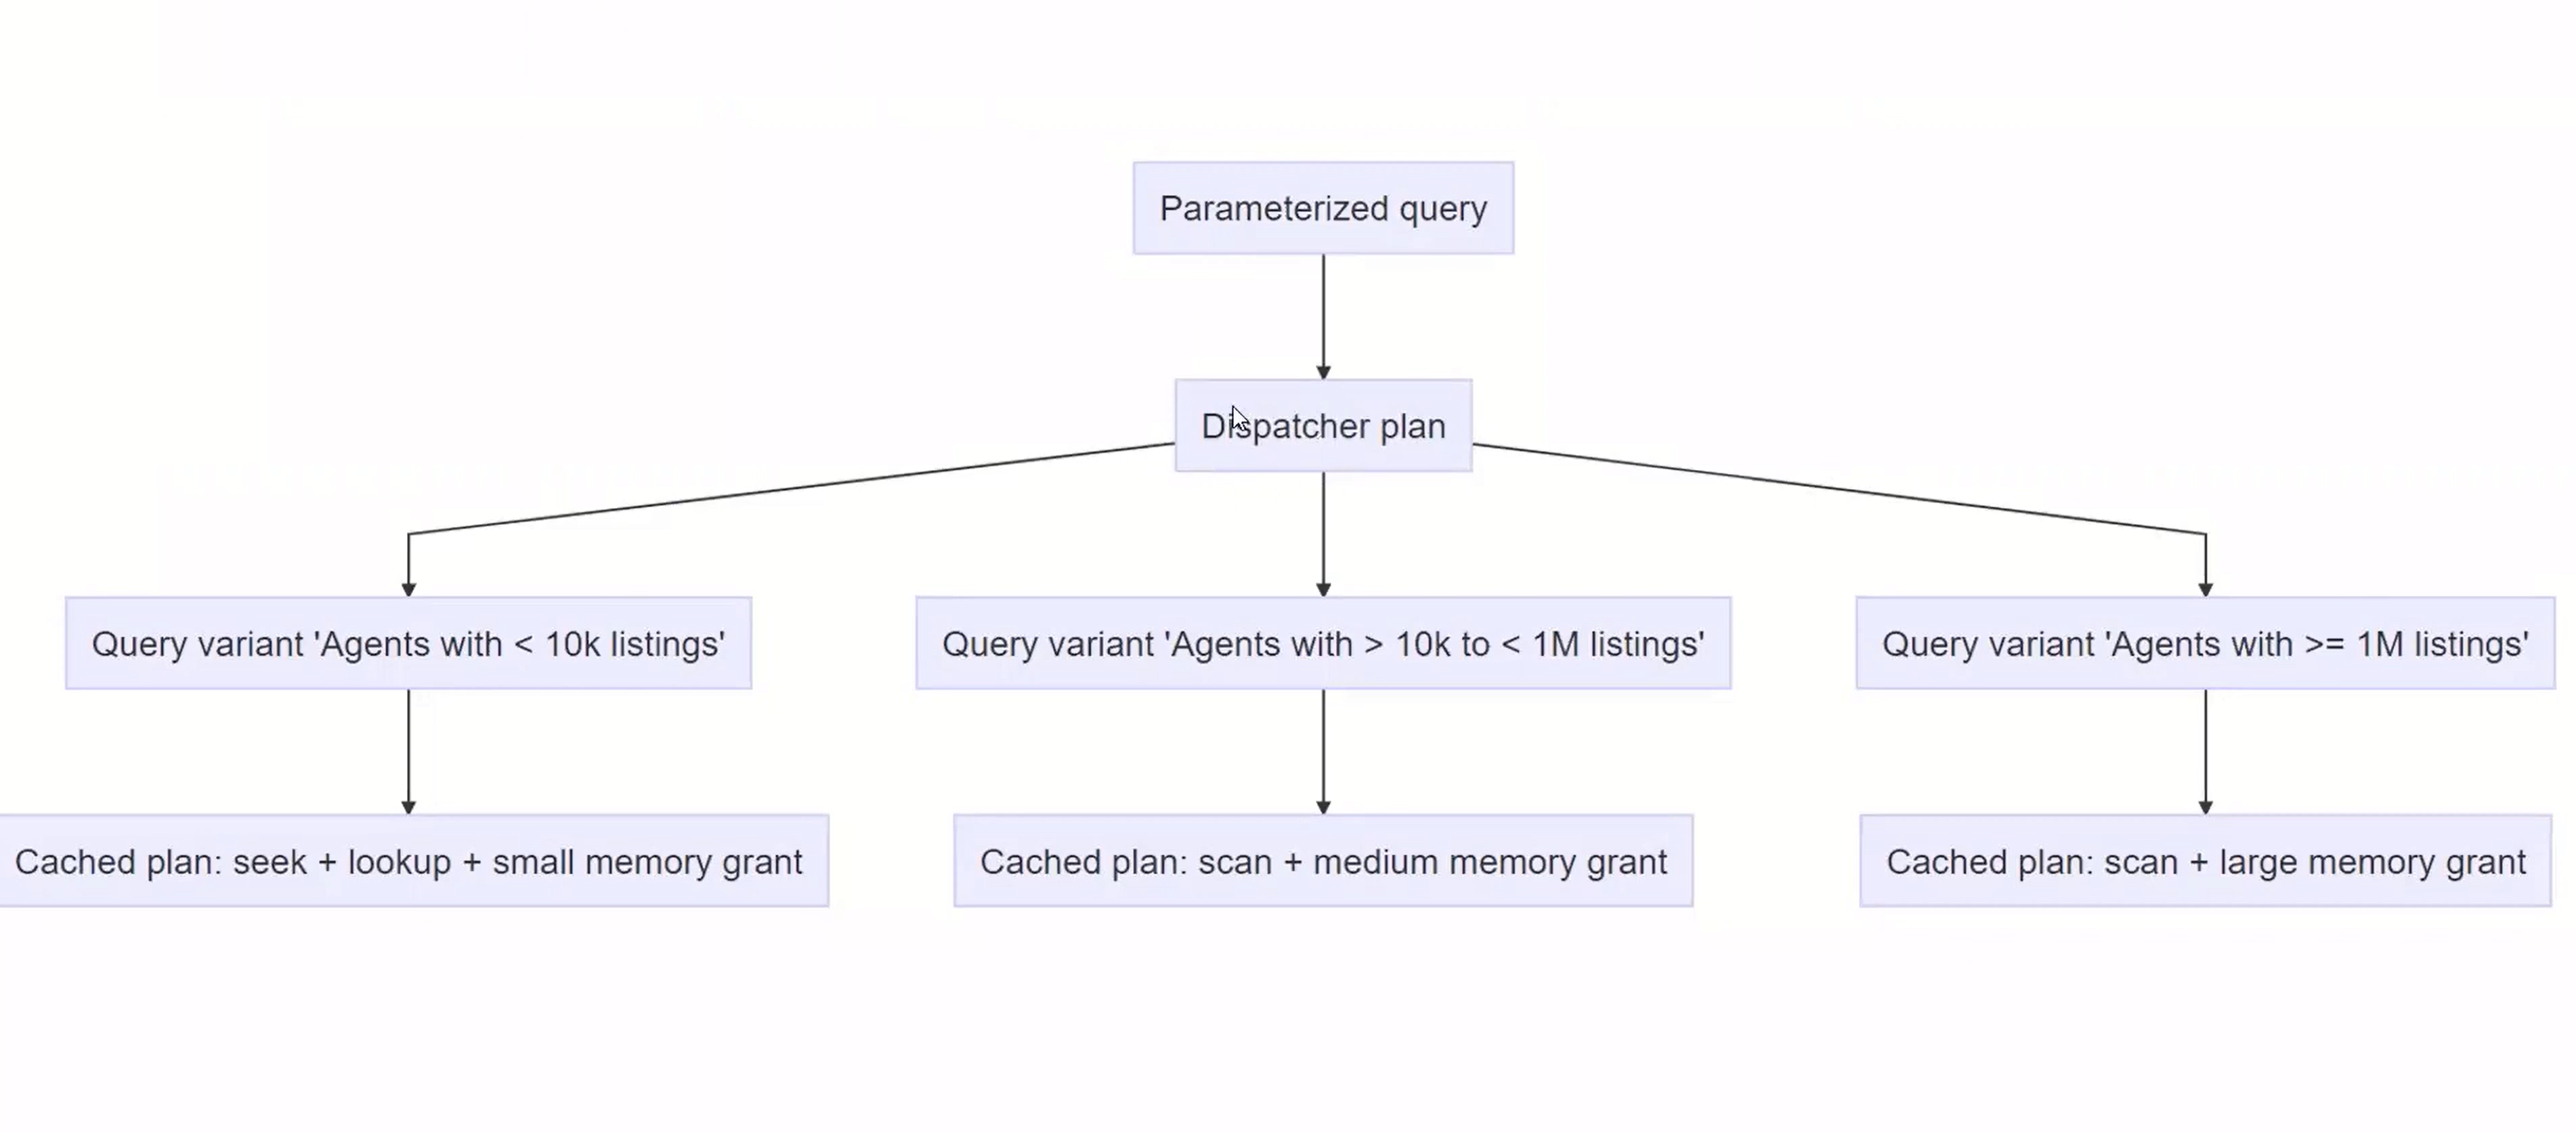 Parameterized query
Dispatcher plan
Query variant 'Agents with < 10k listings'
Query variant 'Agents with > 10k to < 1M listings'
Query variant 'Agents with >= 1M listings'
Cached plan: seek + lookup + small memory grant
Cached plan: scan + medium memory grant
Cached plan: scan + large memory grant